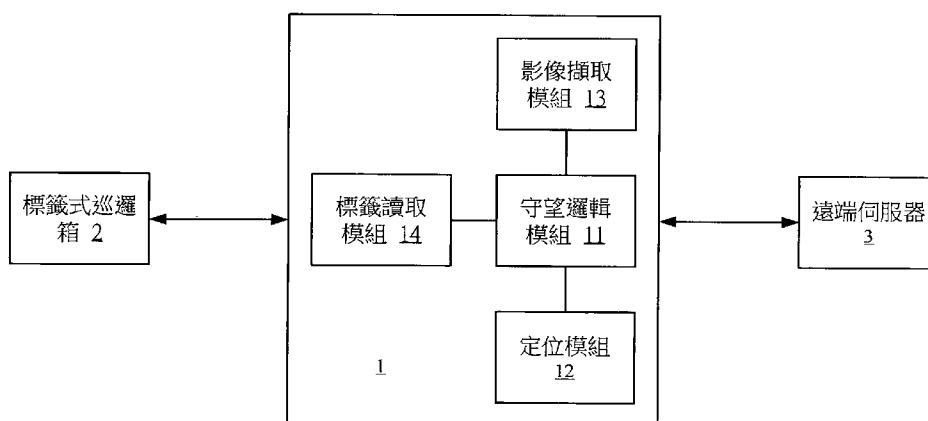 影像擷取
模組 13
標籤式巡邏
箱 2
標籤讀取
模組 14
守望邏輯
模組 11
遠端伺服器
3
定位模組
12
1